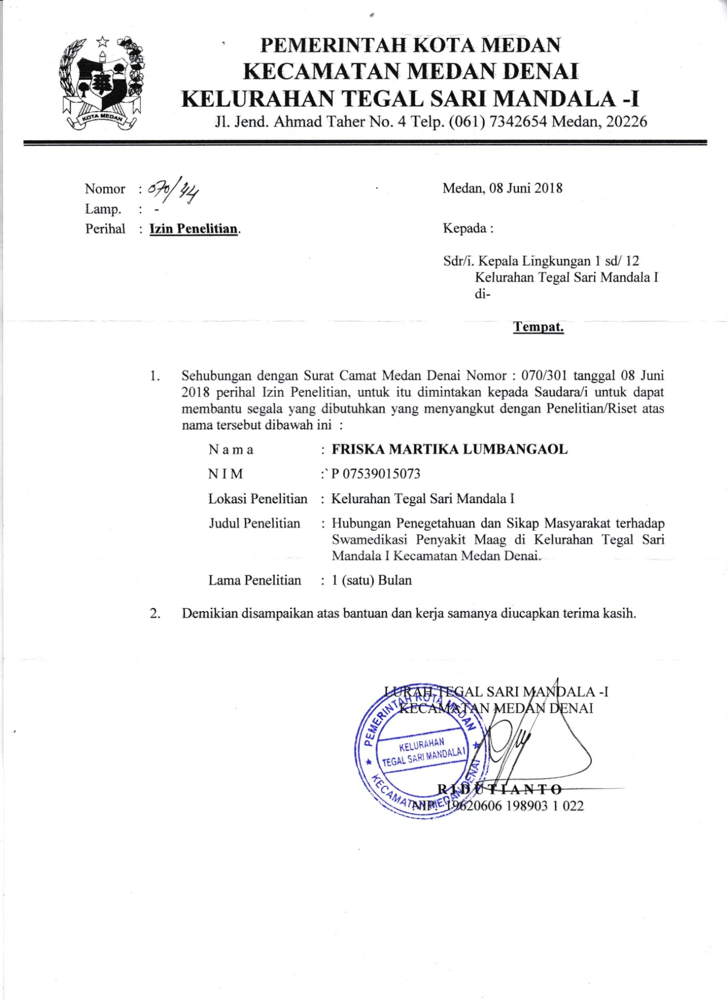 PEMERINTAH KOTA MEDAN
KECAMATAN MEDAN DENAI
KELURAHAN TEGAL SARI MANDALA -I
Jl. Jend. Ahmad Taher No. 4 Telp. (061) 7342654 Medan, 20226
KOTA MEDAN
Nomor : 070/44
Lamp. : -
Perihal : Izin Penelitian.
Medan, 08 Juni 2018
Kepada :
Sdr/i. Kepala Lingkungan 1 sd/ 12
Kelurahan Tegal Sari Mandala I
di-
Tempat.
1. Sehubungan dengan Surat Camat Medan Denai Nomor : 070/301 tanggal 08 Juni
2018 perihal Izin Penelitian, untuk itu dimintakan kepada Saudara/i untuk dapat
membantu segala yang dibutuhkan yang menyangkut dengan Penelitian/Riset atas
nama tersebut dibawah ini :
N a m a : FRISKA MARTIKA LUMBANGAOL
N I M :` P 07539015073
Lokasi Penelitian : Kelurahan Tegal Sari Mandala I
Judul Penelitian : Hubungan Penegetahuan dan Sikap Masyarakat terhadap
Swamedikasi Penyakit Maag di Kelurahan Tegal Sari
Mandala I Kecamatan Medan Denai.
Lama Penelitian : 1 (satu) Bulan
2. Demikian disampaikan atas bantuan dan kerja samanya diucapkan terima kasih.
LURAH TEGAL SARI MANDALA -I
KECAMATAN MEDAN DENAI
PEMERINTAH KOTA MEDAN
KELURAHAN
TEGAL SARI MANDALA I
KECAMATAN MEDAN DENAI
R I D U T I A N T O
NIP. 19620606 198903 1 022